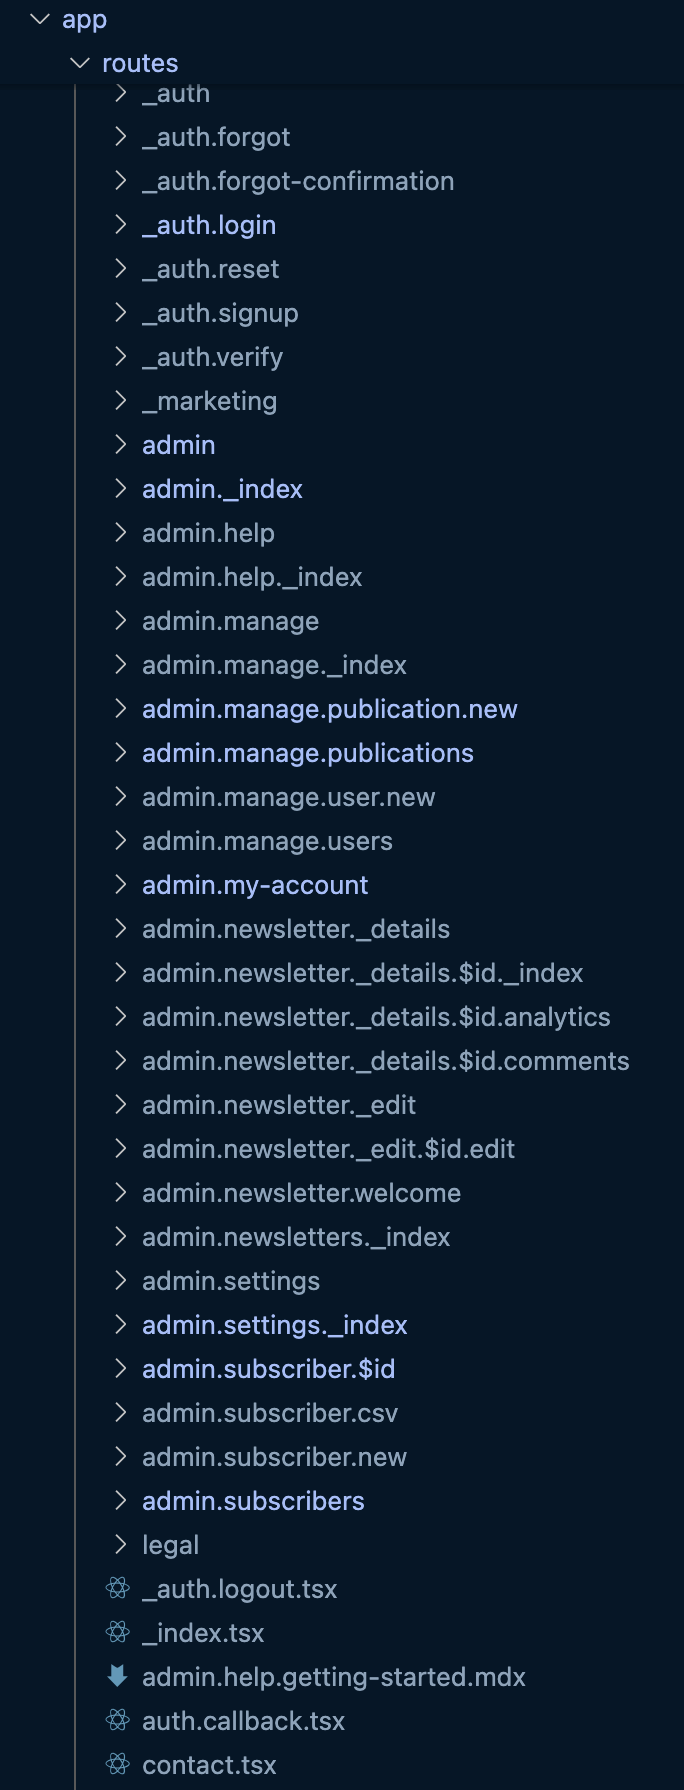 app
routes
_auth
_auth.forgot
_auth.forgot-confirmation
_auth.login
_auth.reset
_auth.signup
_auth.verify
_marketing
admin
admin._index
admin.help
admin.help._index
admin.manage
admin.manage._index
admin.manage.publication.new
admin.manage.publications
admin.manage.user.new
admin.manage.users
admin.my-account
admin.newsletter._details
admin.newsletter._details.$id._index
admin.newsletter._details.$id.analytics
admin.newsletter._details.$id.comments
admin.newsletter._edit
admin.newsletter._edit.$id.edit
admin.newsletter.welcome
admin.newsletters._index
admin.settings
admin.settings._index
admin.subscriber.$id
admin.subscriber.csv
admin.subscriber.new
admin.subscribers
legal
_auth.logout.tsx
_index.tsx
admin.help.getting-started.mdx
auth.callback.tsx
contact.tsx